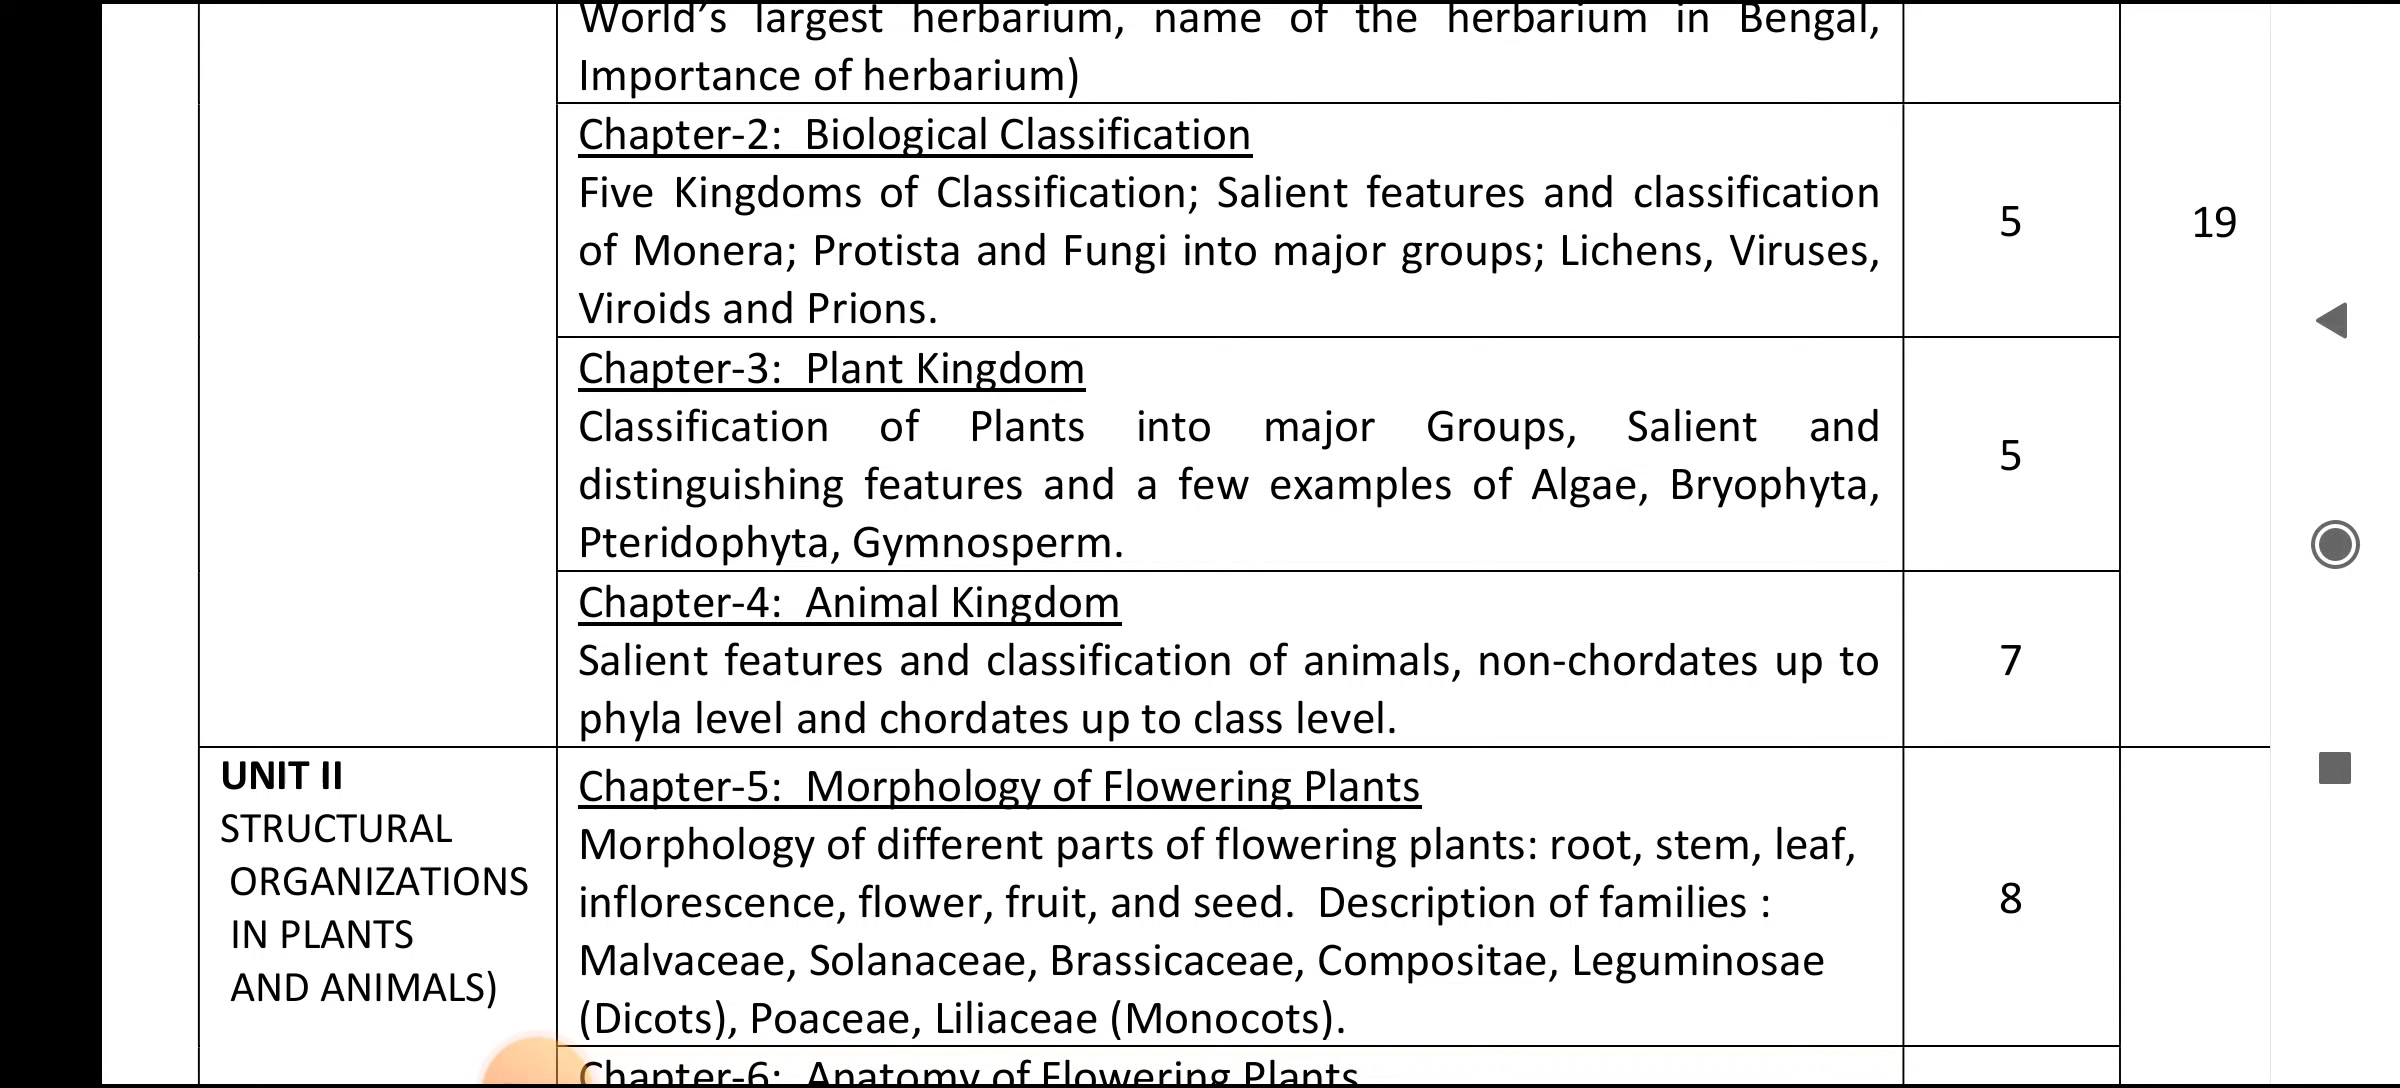 World's largest herbarium, name of the herbarium in Bengal,
Importance of herbarium)
Chapter-2: Biological Classification
Five Kingdoms of Classification; Salient features and classification
of Monera; Protista and Fungi into major groups; Lichens, Viruses,
Viroids and Prions.
5
19
Chapter-3: Plant Kingdom
Classification of Plants into major Groups, Salient and
distinguishing features and a few examples of Algae, Bryophyta,
Pteridophyta, Gymnosperm.
5
Chapter-4: Animal Kingdom
Salient features and classification of animals, non-chordates up to
phyla level and chordates up to class level.
7
UNIT II
STRUCTURAL
ORGANIZATIONS
IN PLANTS
AND ANIMALS)
Chapter-5: Morphology of Flowering Plants
Morphology of different parts of flowering plants: root, stem, leaf,
inflorescence, flower, fruit, and seed. Description of families :
Malvaceae, Solanaceae, Brassicaceae, Compositae, Leguminosae
(Dicots), Poaceae, Liliaceae (Monocots).
8
Chapter-6: Anatomy of Flowering Plants